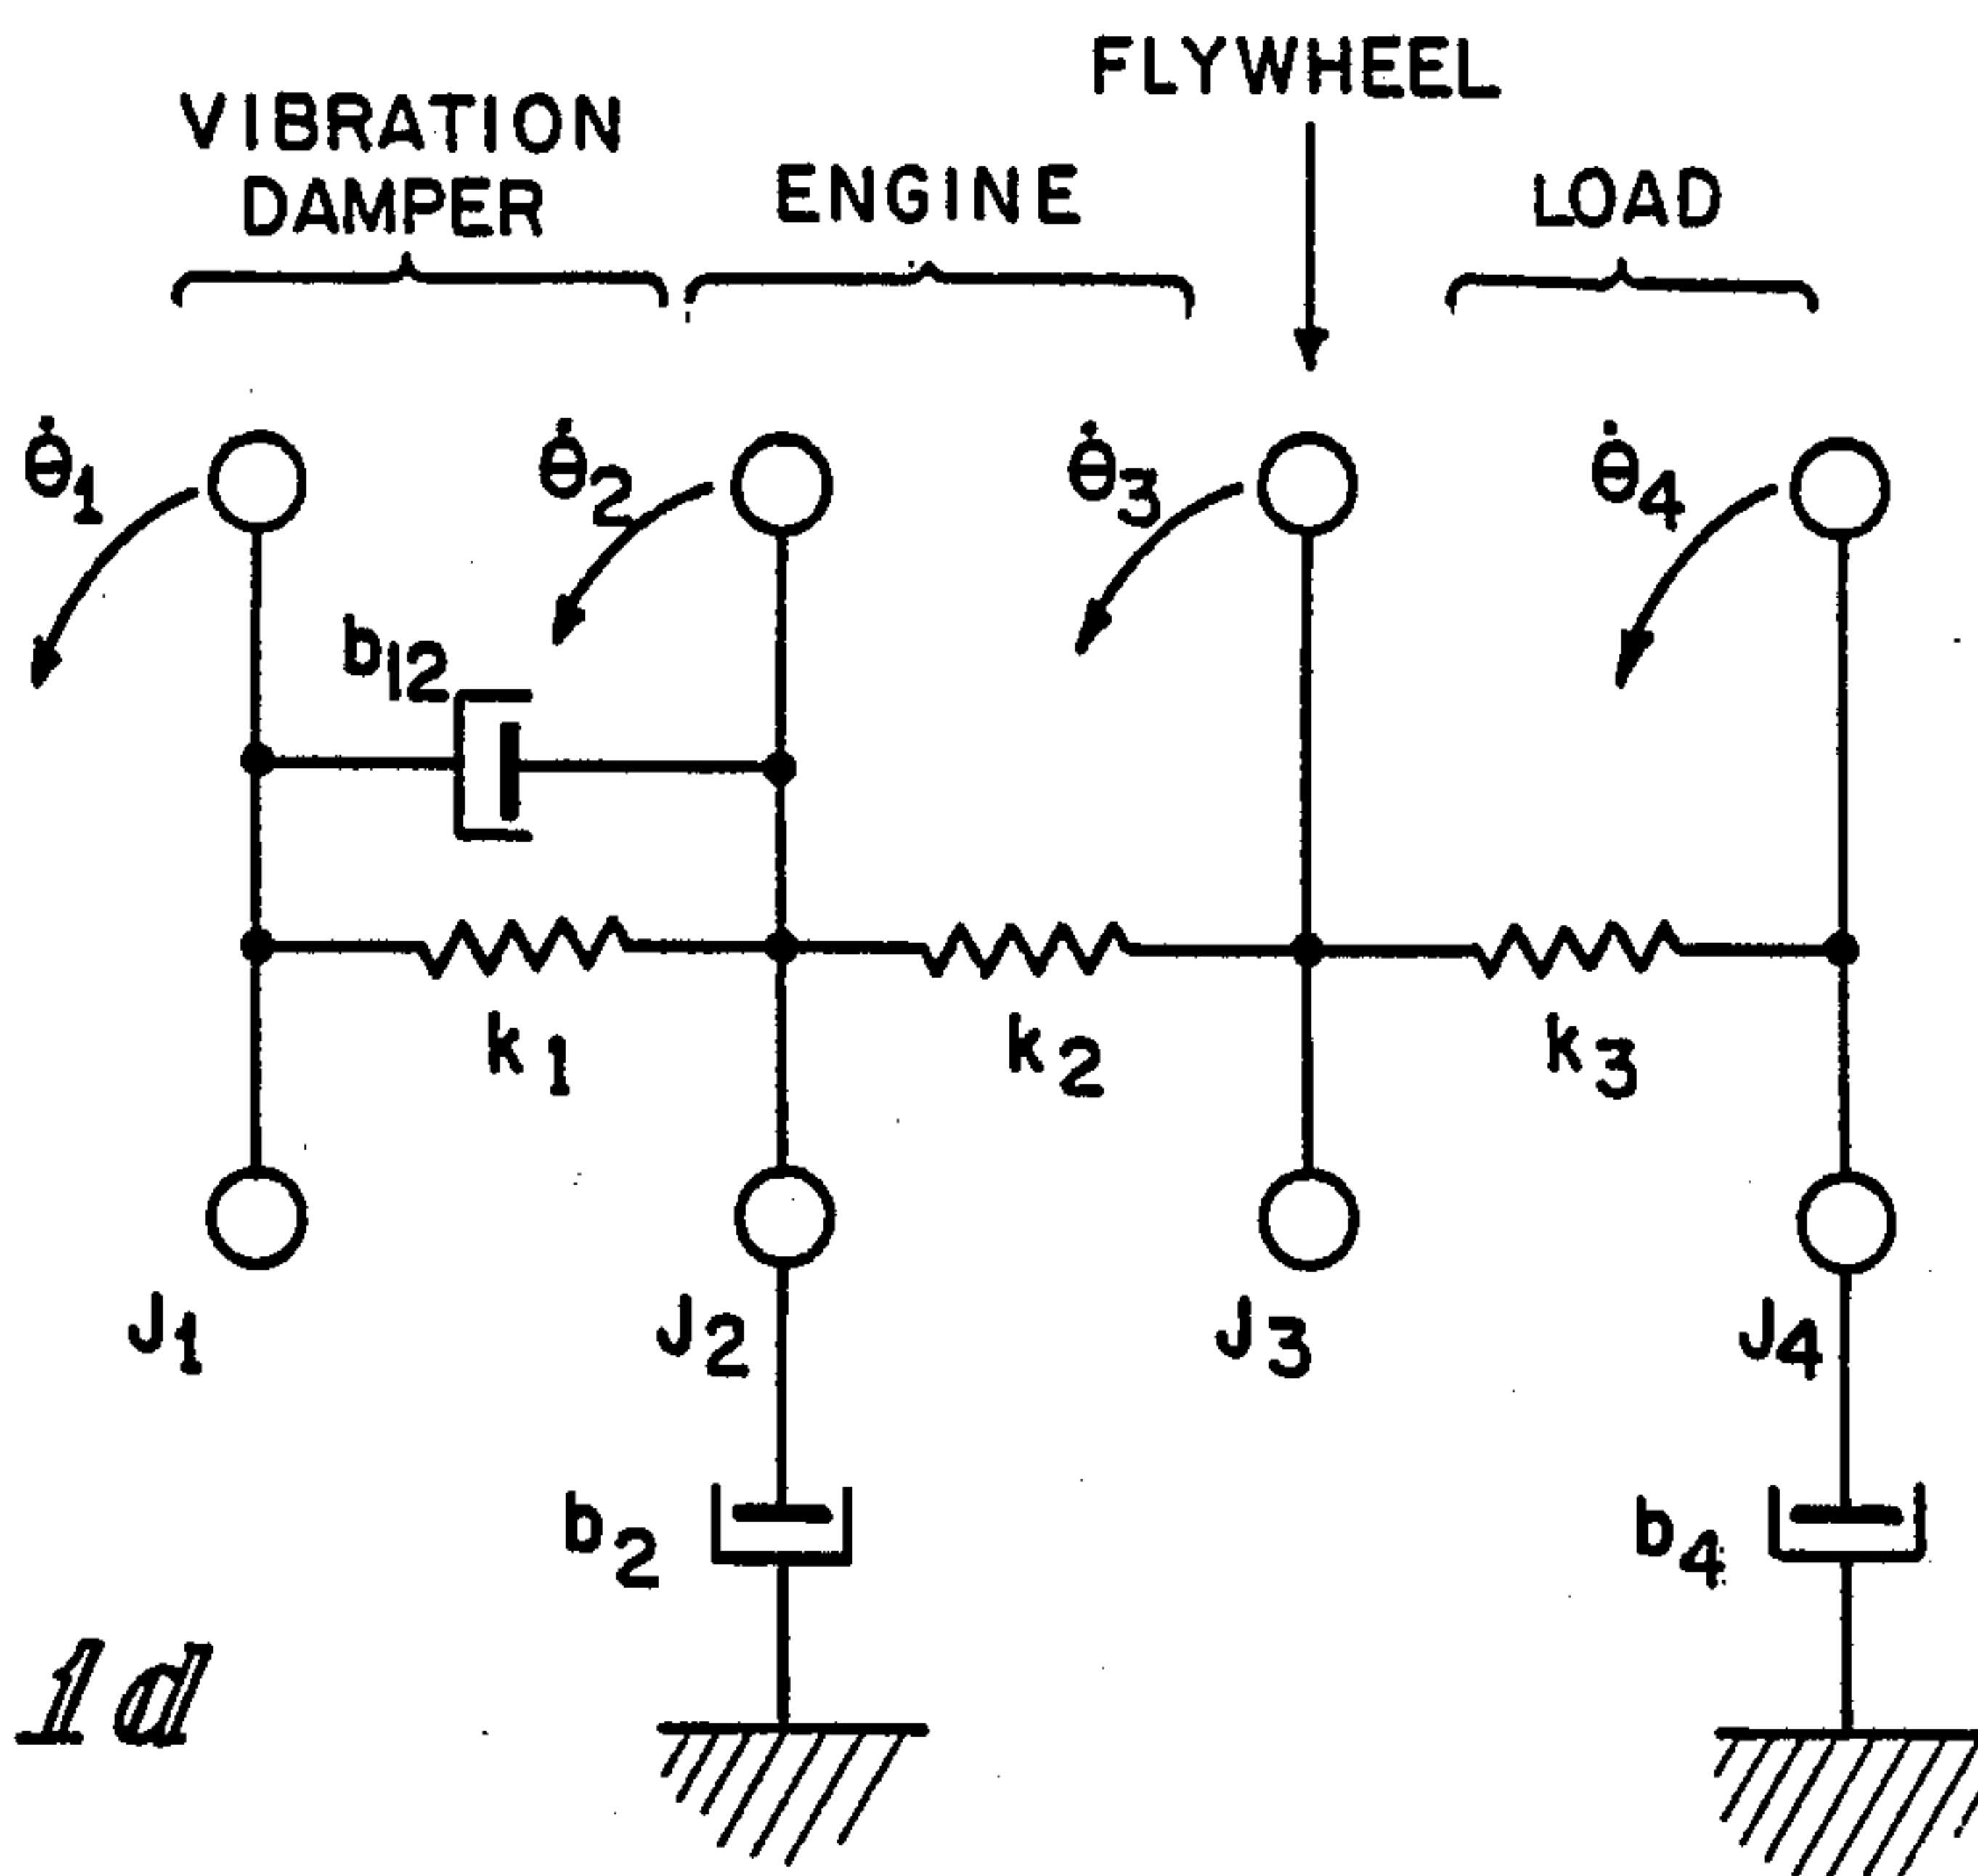 FLYWHEEL
VIBRATION
DAMPER
ENGINE
LOAD
θ̇1
θ̇2
θ̇3
θ̇4
b12
k1
k2
k3
J1
J2
J3
J4
b2
b4
1d